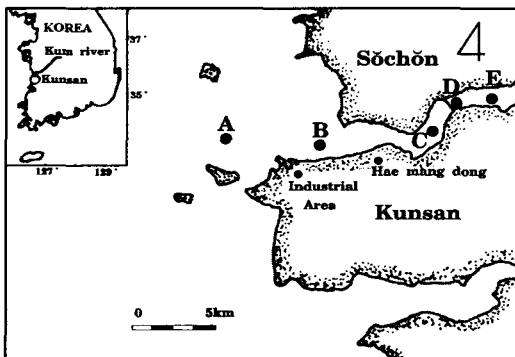 KOREA
Kum river
Kunsan
37
35
127
129
4
Sŏchŏn
A
B
C
D
E
Hae mang dong
Industrial
Area
Kunsan
0 5km